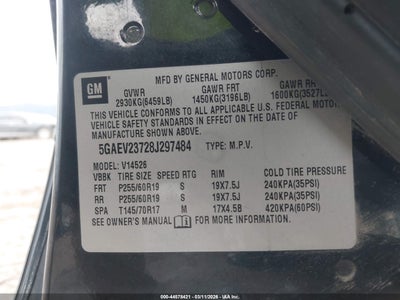 MFD BY GENERAL MOTORS CORP.
GM
GVWR GAWR FRT GAWR RR
2930KG(6459LB) 1450KG(3196LB) 1600KG(3527LB)
THIS VEHICLE CONFORMS TO ALL APPLICABLE U.S. FEDERAL MOTOR
VEHICLE SAFETY STANDARDS IN EFFECT ON THE DATE OF
MANUFACTURE SHOWN ABOVE.
5GAEV23728J297484 TYPE: M.P.V.
V14526
VBBK TIRE SIZE SPEED RTG RIM COLD TIRE PRESSURE
FRT P255/60R19 S 19X7.5J 240KPA(35PSI)
RR P255/60R19 S 19X7.5J 240KPA(35PSI)
SPA T145/70R17 M 17X4.5B 420KPA(60PSI)
SEE OWNER'S MANUAL FOR ADDITIONAL INFORMATION
ID: 44578421 - 03/11/2026 - © IAA, Inc.